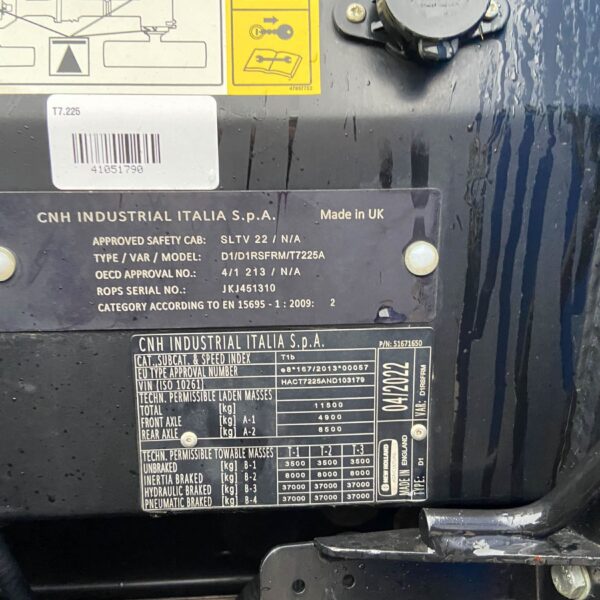 T7.225
41051790
CNH INDUSTRIAL ITALIA S.p.A. Made in UK
APPROVED SAFETY CAB: SLTV 22 / N/A
TYPE / VAR / MODEL: D1/D1RSFRM/T7225A
OECD APPROVAL NO.: 4/1 213 / N/A
ROPS SERIAL NO.: JKJ451310
CATEGORY ACCORDING TO EN 15695 - 1 : 2009: 2
CNH INDUSTRIAL ITALIA S.p.A. P/N: 51671650
CAT. SUBCAT. & SPEED INDEX T1b
EU TYPE APPROVAL NUMBER e8*167/2013*00057
VIN (ISO 10261) HACT7225AND103179
TECHN. PERMISSIBLE LADEN MASSES
TOTAL [kg] 11500
FRONT AXLE [kg] A-1 4900
REAR AXLE [kg] A-2 8500
TECHN. PERMISSIBLE TOWABLE MASSES T-1 T-2 T-3
UNBRAKED [kg] B-1 3500 3500 3500
INERTIA BRAKED [kg] B-2 8000 8000 8000
HYDRAULIC BRAKED [kg] B-3 37000 37000 37000
PNEUMATIC BRAKED [kg] B-4 37000 37000 37000
04/2022
NEW HOLLAND
VAR: D1RSFRM
MADE IN ENGLAND
TYPE: D1